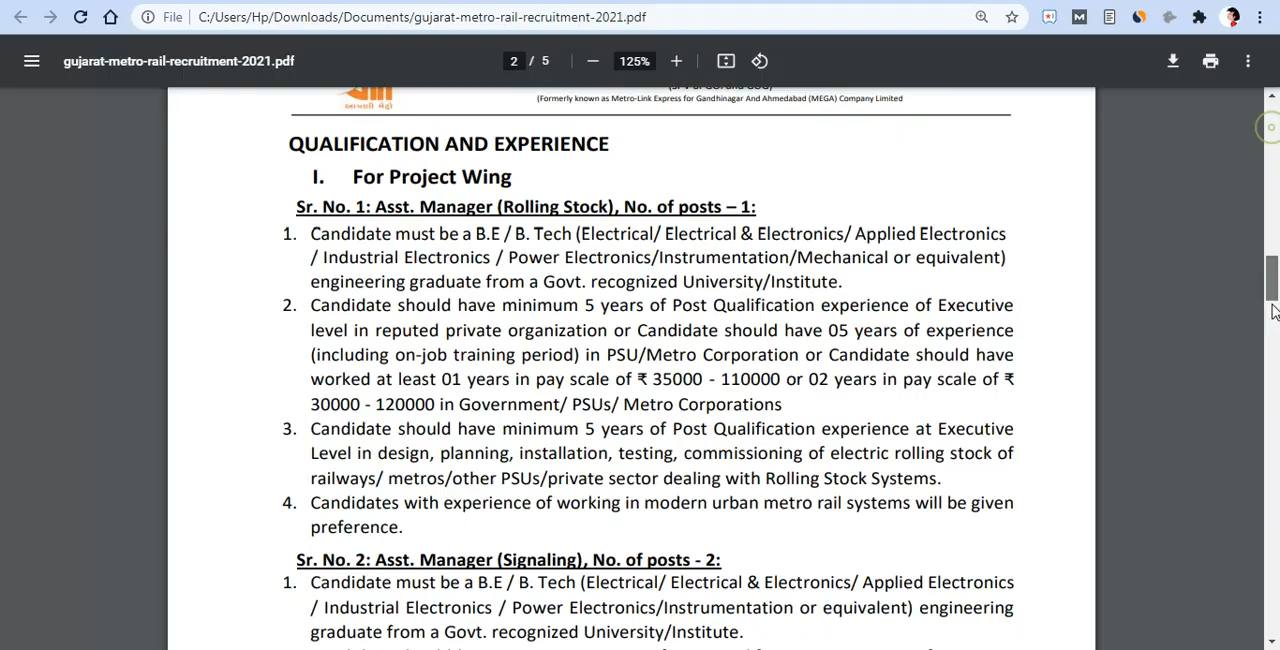 File
C:/Users/Hp/Downloads/Documents/gujarat-metro-rail-recruitment-2021.pdf
gujarat-metro-rail-recruitment-2021.pdf
2 / 5
125%
આપણી મેટ્રો
(Formerly known as Metro-Link Express for Gandhinagar And Ahmedabad (MEGA) Company Limited
QUALIFICATION AND EXPERIENCE
I. For Project Wing
Sr. No. 1: Asst. Manager (Rolling Stock), No. of posts – 1:
1. Candidate must be a B.E / B. Tech (Electrical/ Electrical & Electronics/ Applied Electronics
/ Industrial Electronics / Power Electronics/Instrumentation/Mechanical or equivalent)
engineering graduate from a Govt. recognized University/Institute.
2. Candidate should have minimum 5 years of Post Qualification experience of Executive
level in reputed private organization or Candidate should have 05 years of experience
(including on-job training period) in PSU/Metro Corporation or Candidate should have
worked at least 01 years in pay scale of ₹ 35000 - 110000 or 02 years in pay scale of ₹
30000 - 120000 in Government/ PSUs/ Metro Corporations
3. Candidate should have minimum 5 years of Post Qualification experience at Executive
Level in design, planning, installation, testing, commissioning of electric rolling stock of
railways/ metros/other PSUs/private sector dealing with Rolling Stock Systems.
4. Candidates with experience of working in modern urban metro rail systems will be given
preference.
Sr. No. 2: Asst. Manager (Signaling), No. of posts - 2:
1. Candidate must be a B.E / B. Tech (Electrical/ Electrical & Electronics/ Applied Electronics
/ Industrial Electronics / Power Electronics/Instrumentation or equivalent) engineering
graduate from a Govt. recognized University/Institute.